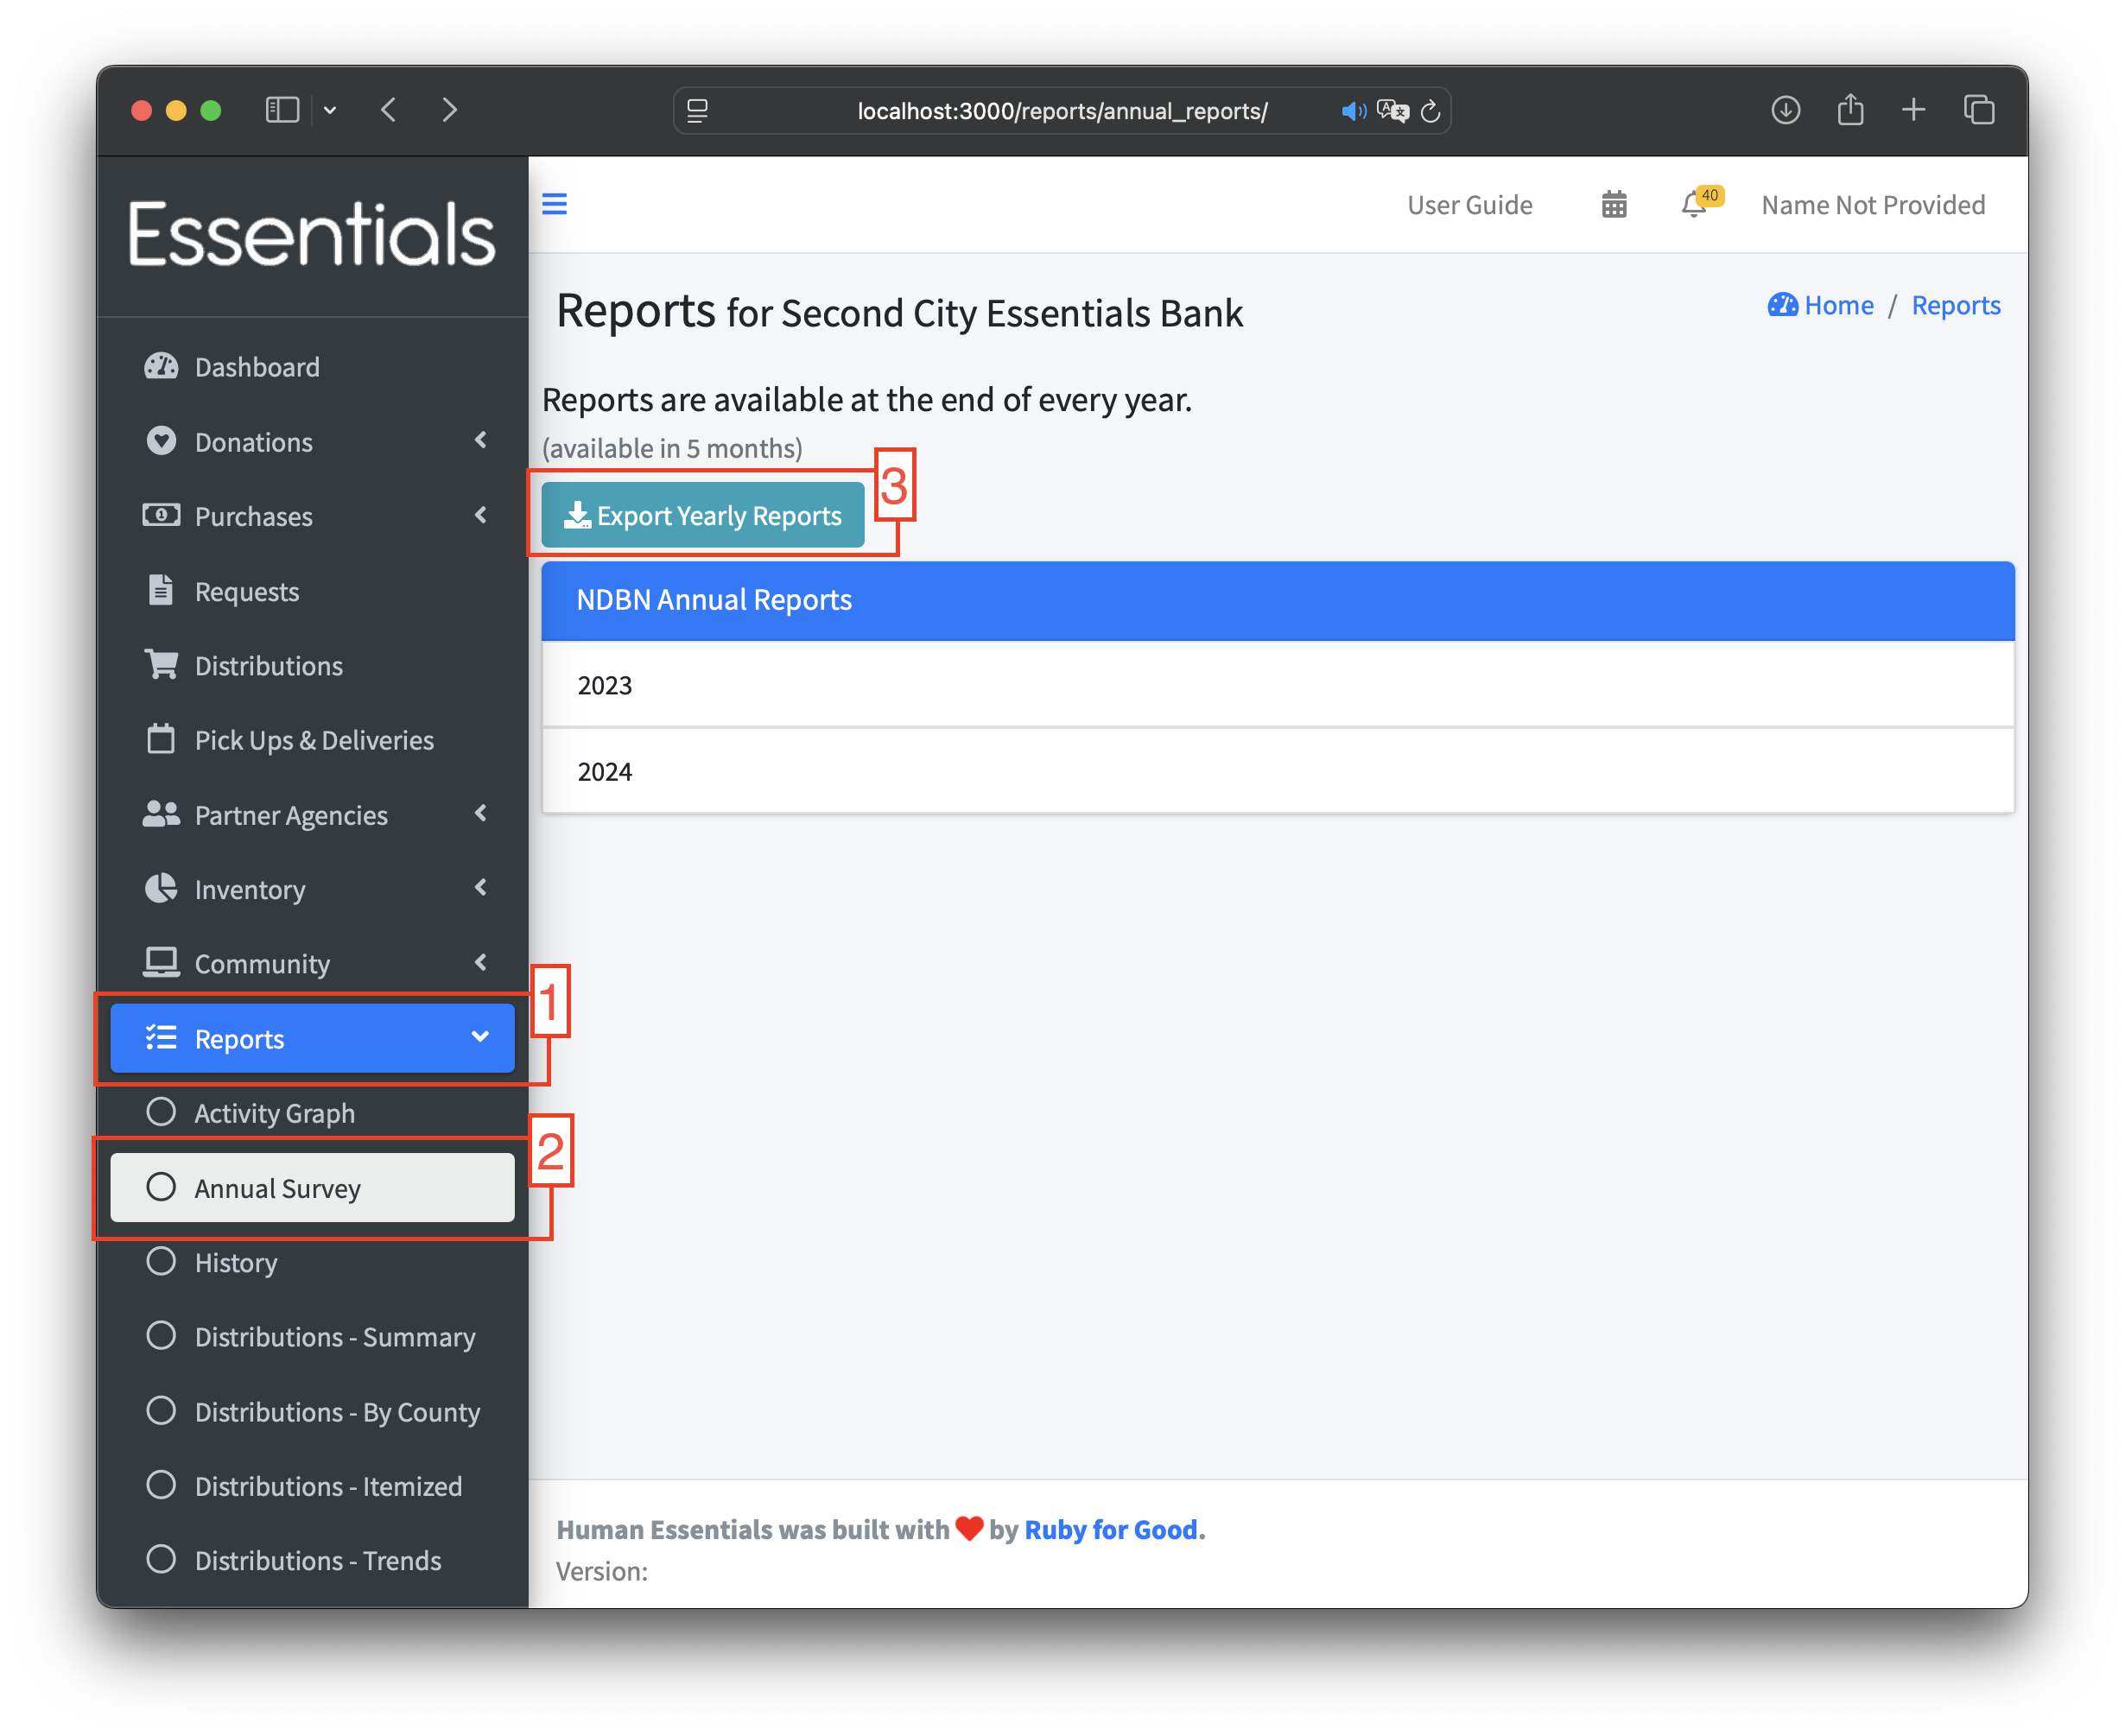 localhost:3000/reports/annual_reports/
Essentials
Dashboard
Donations
Purchases
Requests
Distributions
Pick Ups & Deliveries
Partner Agencies
Inventory
Community
1
Reports
Activity Graph
2
Annual Survey
History
Distributions - Summary
Distributions - By County
Distributions - Itemized
Distributions - Trends
User Guide
40
Name Not Provided
Reports for Second City Essentials Bank
Home / Reports
Reports are available at the end of every year.
(available in 5 months)
3
Export Yearly Reports
NDBN Annual Reports
2023
2024
Human Essentials was built with ❤ by Ruby for Good.
Version: